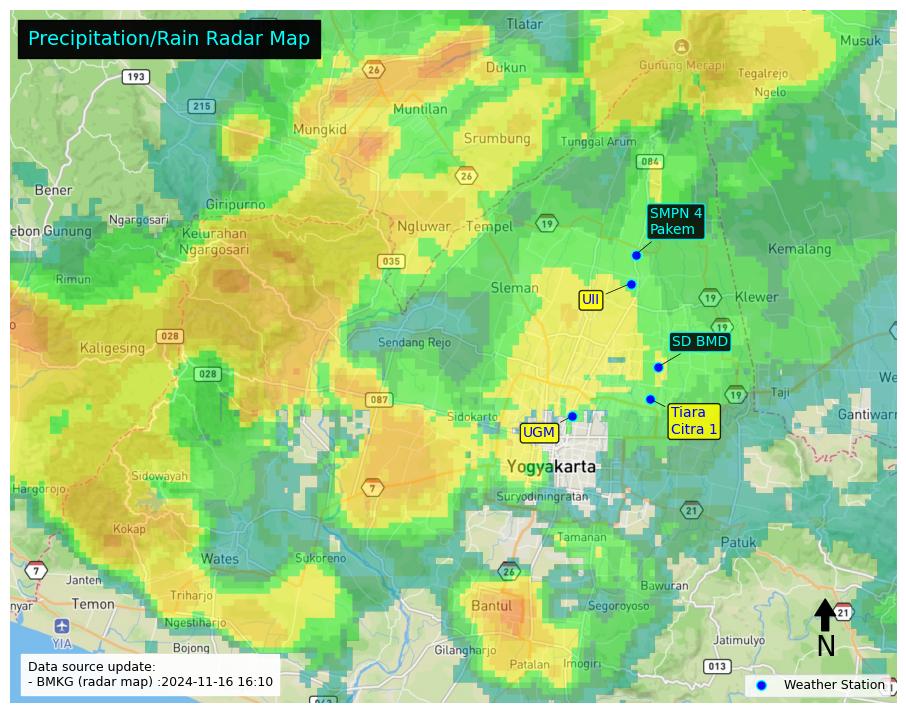 Precipitation/Rain Radar Map
Tlatar
Musuk
Gunung Merapi
Tegalrejo
Ngelo
193
26
Dukun
215
Muntilan
Mungkid
Srumbung
Tunggal Arum
084
26
Bener
Giripurno
Ngargosari
ebon Gunung
Kelurahan
Ngargosari
Ngluwar
Tempel
19
SMPN 4
Pakem
Kemalang
035
Rimun
Sleman
UII
19
Klewer
19
028
Kaligesing
Sendang Rejo
SD BMD
028
087
Sidokarto
19
Taji
We
Gantiwar
Tiara
Citra 1
UGM
Yogyakarta
Sidowayah
Hargorojo
7
Suryodiningratan
21
Kokap
Tamanan
Patuk
Wates
Sukoreno
7
Janten
26
Bawuran
Temon
nyar
Triharjo
Bantul
Segoroyoso
21
Ngestiharjo
YIA
Bojong
Gilangharjo
Jatimulyo
Patalan
Imogiri
013
N
Data source update:
- BMKG (radar map) :2024-11-16 16:10
Weather Station